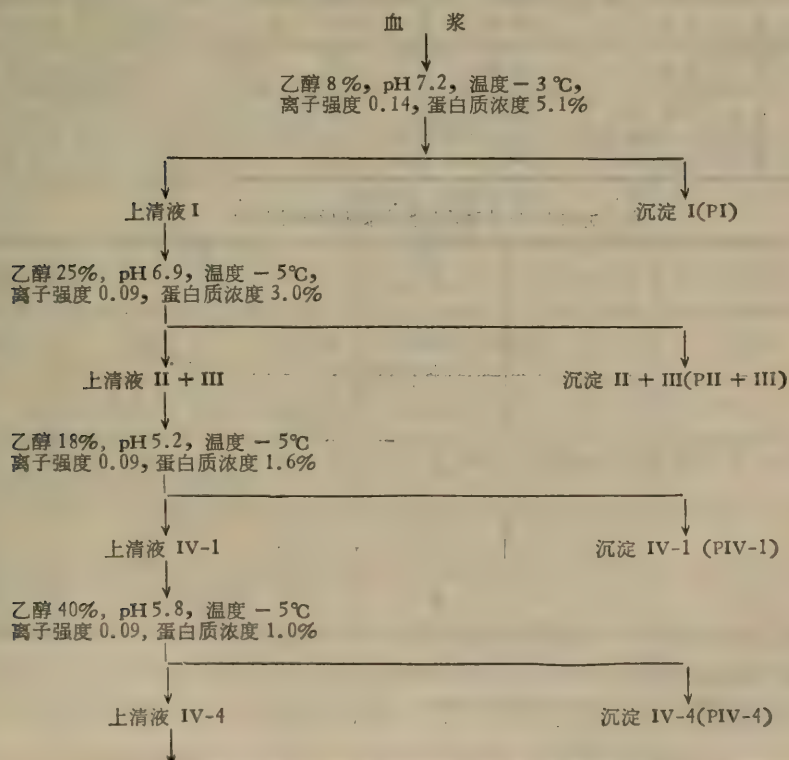 血 浆
乙醇 8%, pH 7.2, 温度 -3℃,
离子强度 0.14, 蛋白质浓度 5.1%
上清液 I 沉淀 I(PI)
乙醇 25%, pH 6.9, 温度 -5℃,
离子强度 0.09, 蛋白质浓度 3.0%
上清液 II + III 沉淀 II + III(PII + III)
乙醇 18%, pH 5.2, 温度 -5℃
离子强度 0.09, 蛋白质浓度 1.6%
上清液 IV-1 沉淀 IV-1 (PIV-1)
乙醇 40%, pH 5.8, 温度 -5℃
离子强度 0.09, 蛋白质浓度 1.0%
上清液 IV-4 沉淀 IV-4(PIV-4)